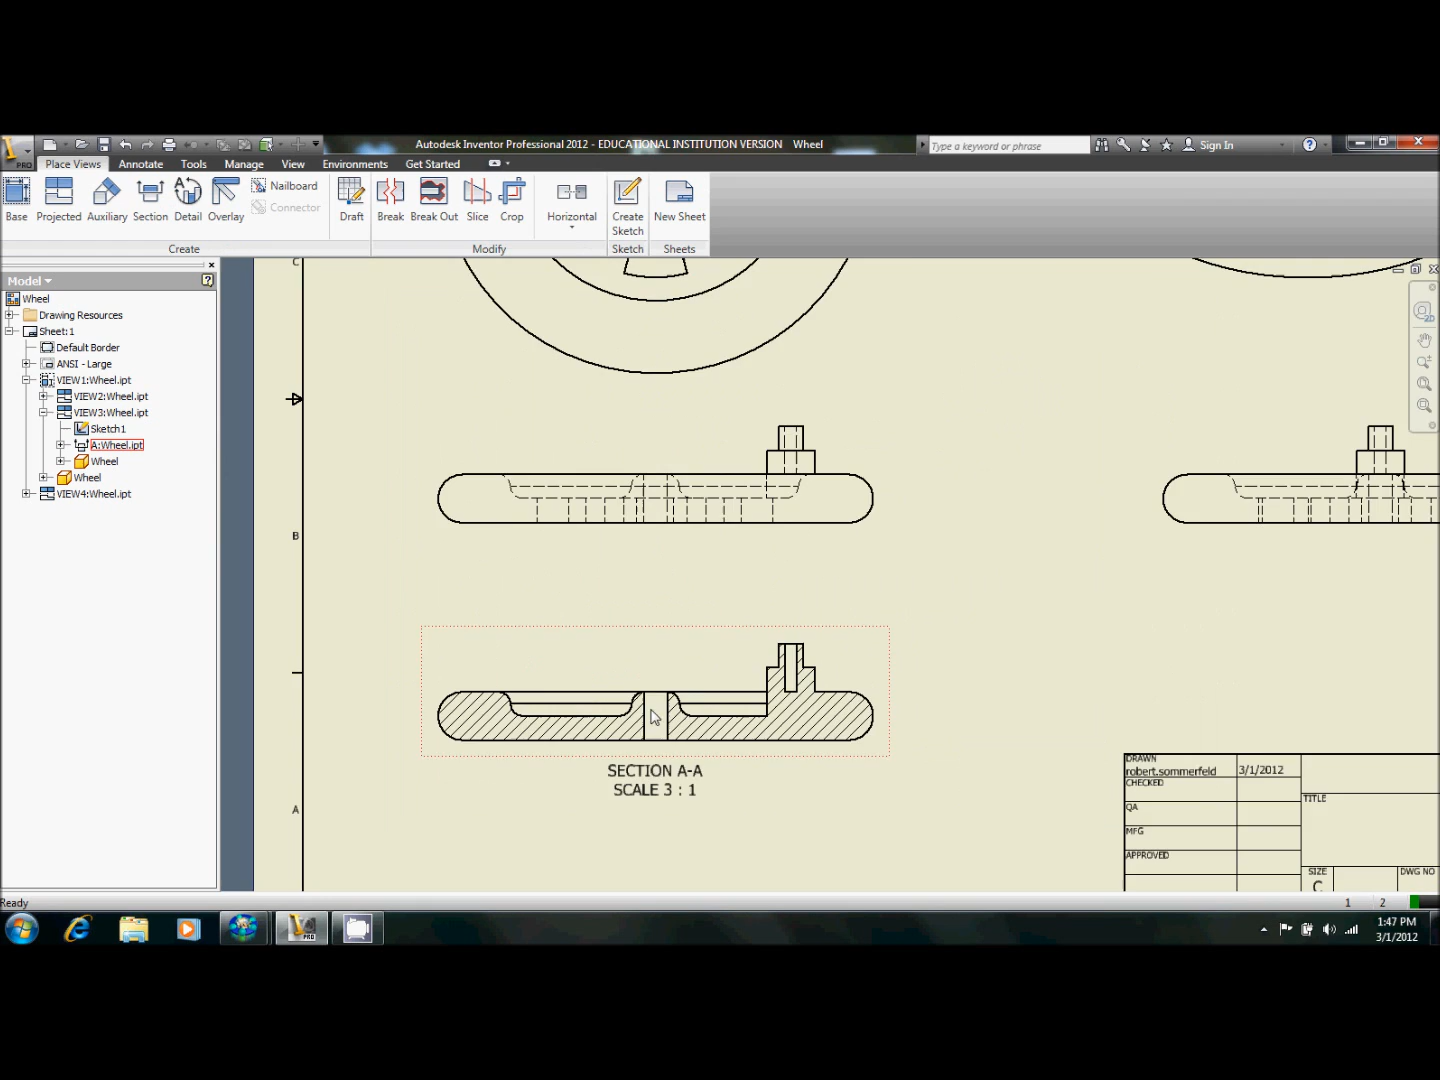 Autodesk Inventor Professional 2012 - EDUCATIONAL INSTITUTION VERSION Wheel
Type a keyword or phrase
Sign In
PRO
Place Views Annotate Tools Manage View Environments Get Started
Base Projected Auxiliary Section Detail Overlay
Nailboard
Connector
Draft Break Break Out Slice Crop Horizontal Create Sketch New Sheet
Create Modify Sketch Sheets
Model
Wheel
Drawing Resources
Sheet:1
Default Border
ANSI - Large
VIEW1:Wheel.ipt
VIEW2:Wheel.ipt
VIEW3:Wheel.ipt
Sketch1
A:Wheel.ipt
Wheel
Wheel
VIEW4:Wheel.ipt
C
B
A
2D
SECTION A-A
SCALE 3 : 1
DRAWN
robert.sommerfeld 3/1/2012
CHECKED
QA
MFG
APPROVED
TITLE
SIZE
C
DWG NO
Ready
1 2
PRO
1:47 PM
3/1/2012